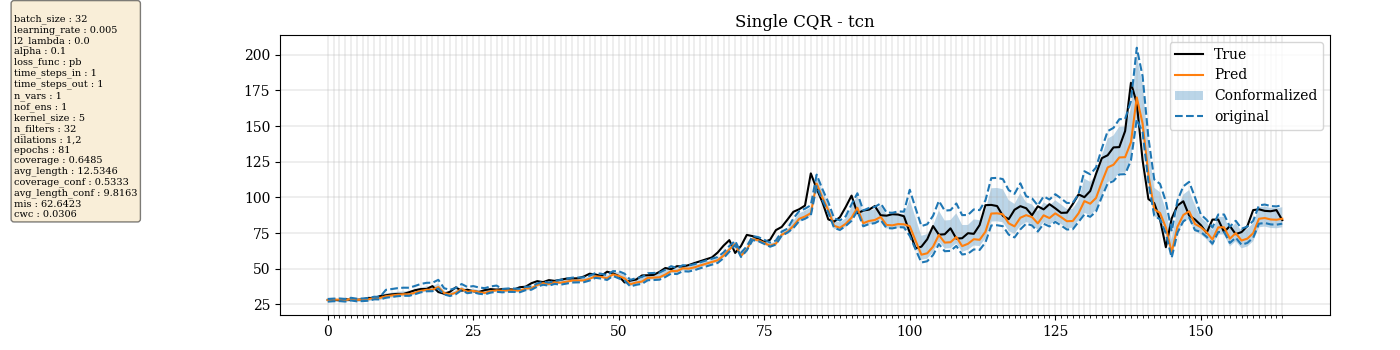 batch_size : 32
learning_rate : 0.005
l2_lambda : 0.0
alpha : 0.1
loss_func : pb
time_steps_in : 1
time_steps_out : 1
n_vars : 1
nof_ens : 1
kernel_size : 5
n_filters : 32
dilations : 1,2
epochs : 81
coverage : 0.6485
avg_length : 12.5346
coverage_conf : 0.5333
avg_length_conf : 9.8163
mis : 62.6423
cwc : 0.0306
Single CQR - tcn
200
175
150
125
100
75
50
25
0 25 50 75 100 125 150
True
Pred
Conformalized
original